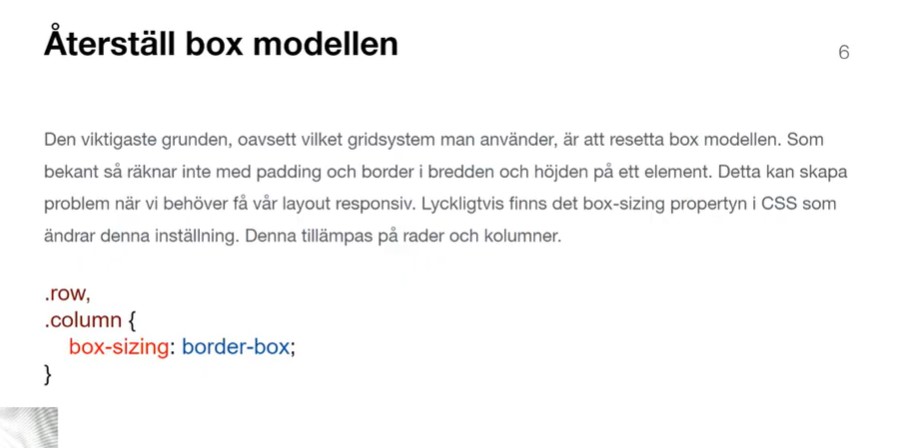 Återställ box modellen
6
Den viktigaste grunden, oavsett vilket gridsystem man använder, är att resetta box modellen. Som
bekant så räknar inte med padding och border i bredden och höjden på ett element. Detta kan skapa
problem när vi behöver få vår layout responsiv. Lyckligtvis finns det box-sizing propertyn i CSS som
ändrar denna inställning. Denna tillämpas på rader och kolumner.
.row,
.column {
box-sizing: border-box;
}